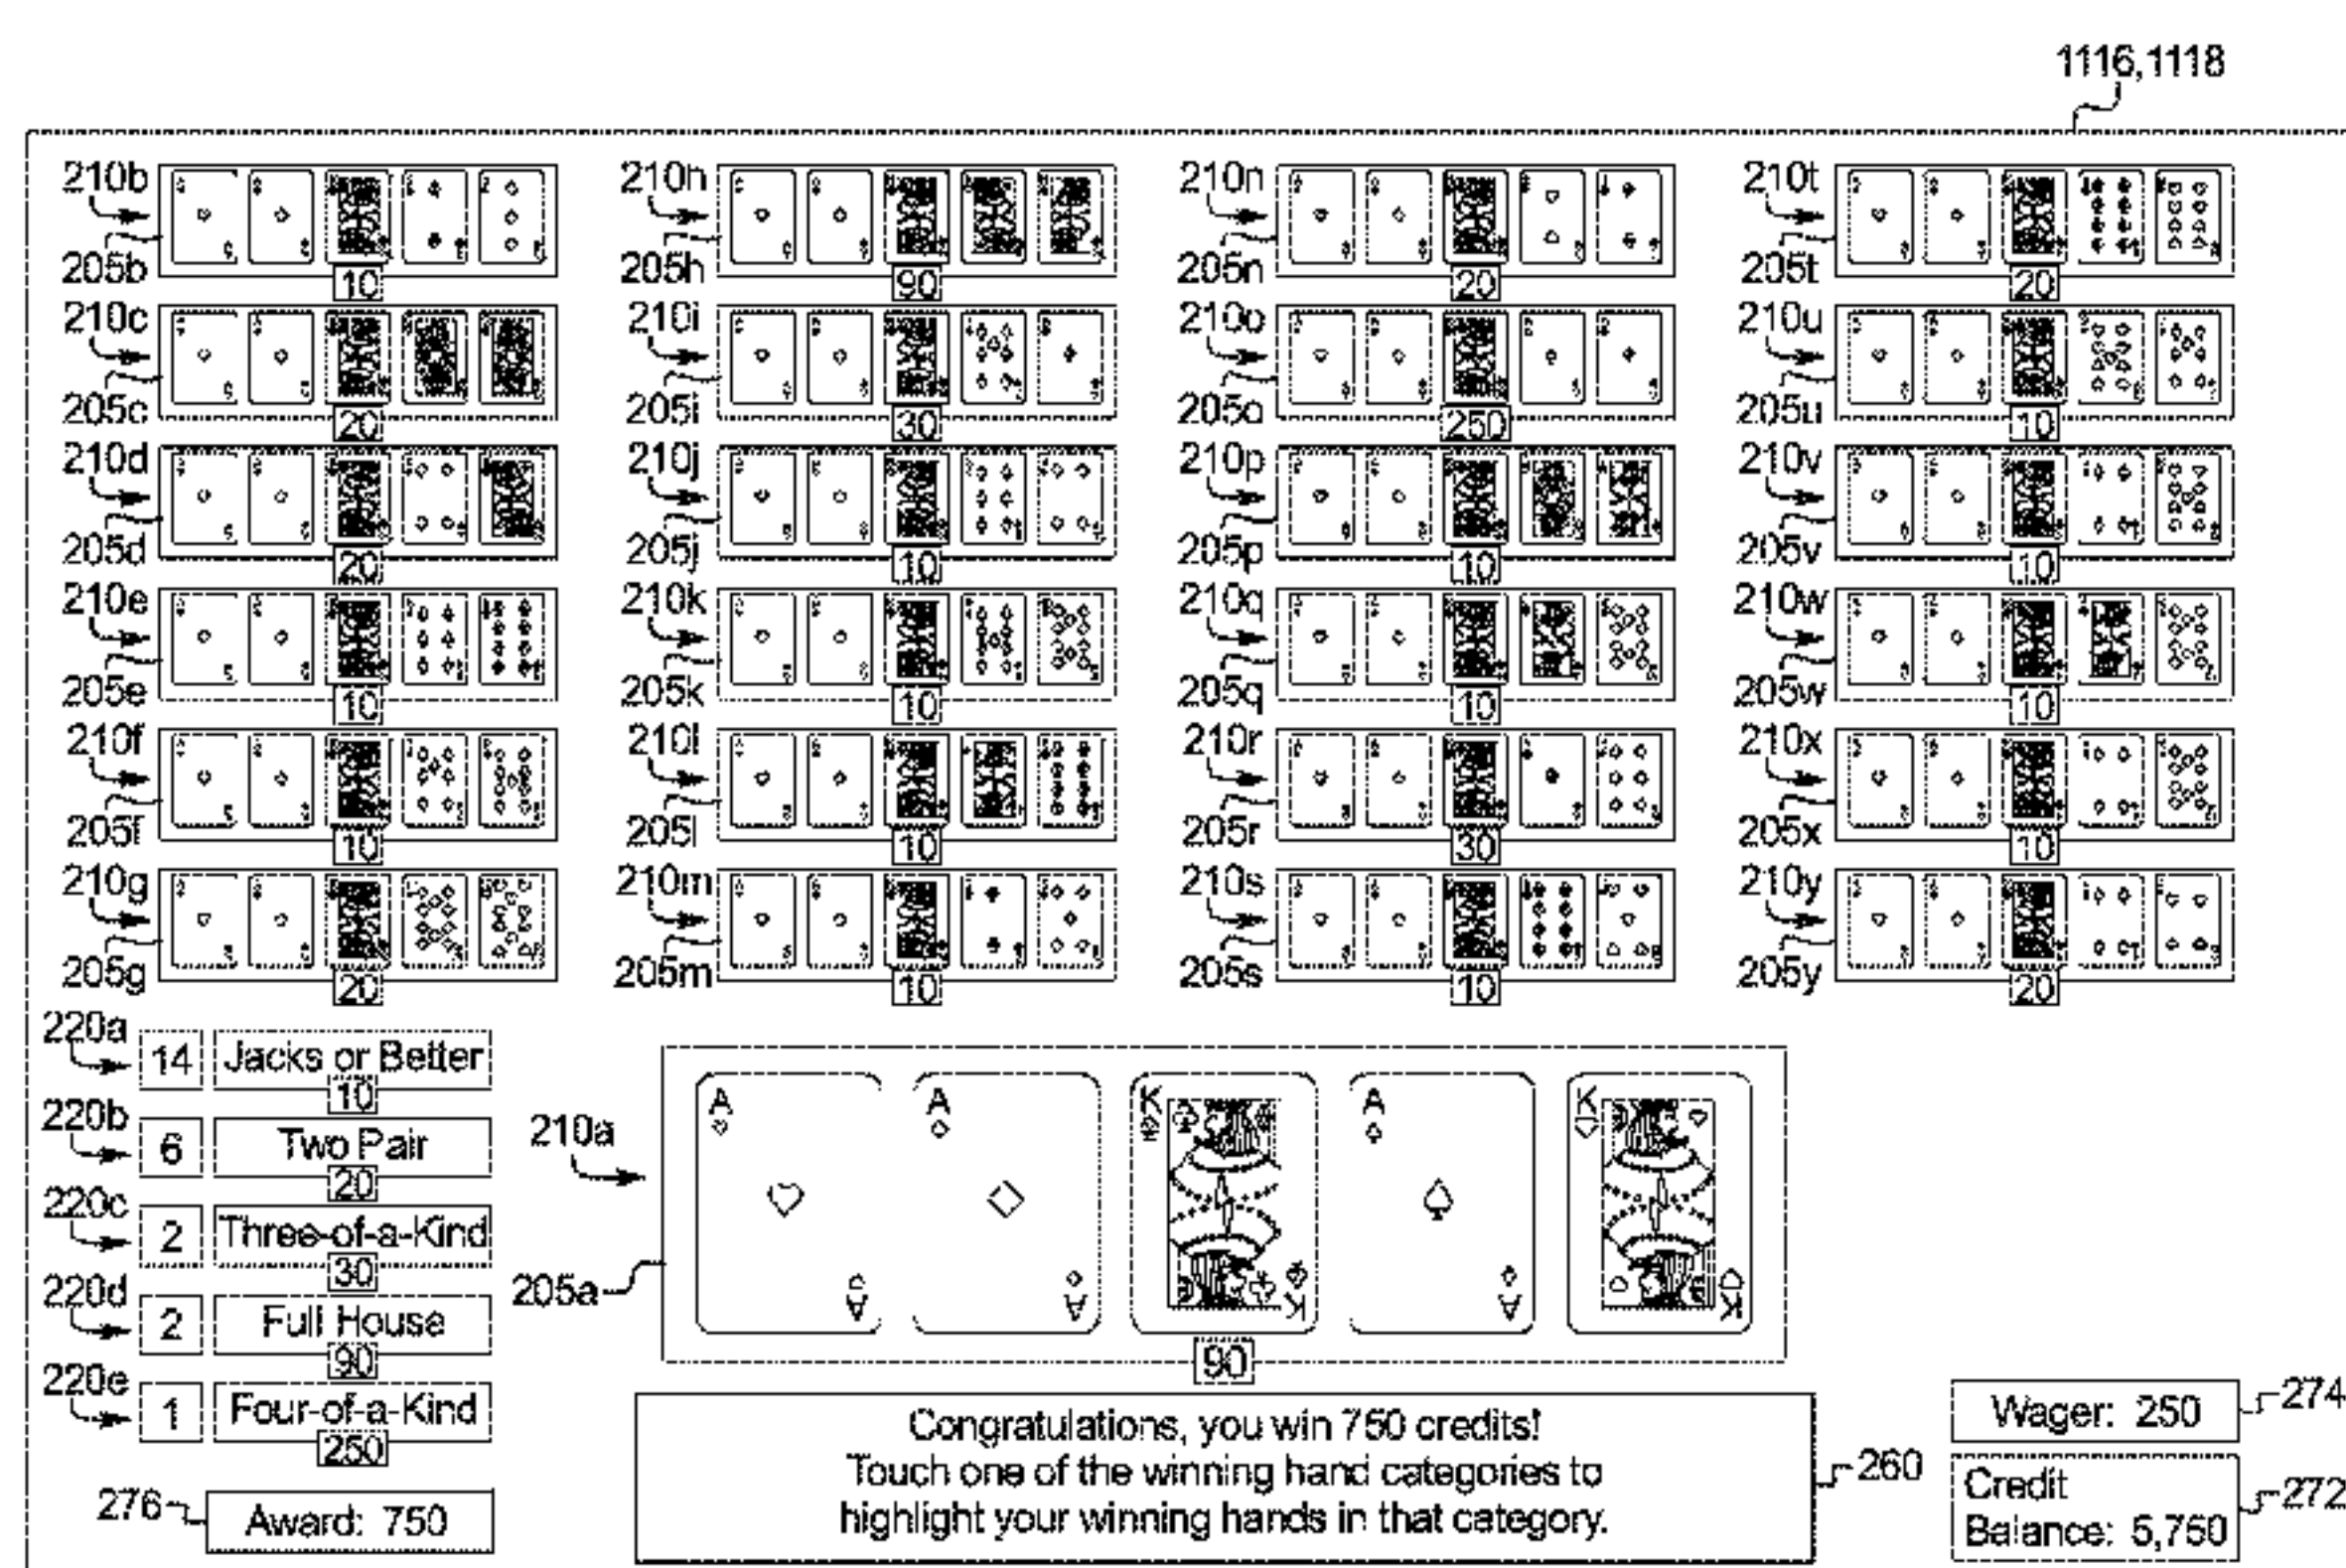 1116,1118
210b 210h 210n 210t
205b 205h 205n 205t
10 90 20 20
210c 210i 210o 210u
205c 205i 205o 205u
20 30 250 10
210d 210j 210p 210v
205d 205j 205p 205v
20 10 10 10
210e 210k 210q 210w
205e 205k 205q 205w
10 10 10 10
210f 210l 210r 210x
205f 205l 205r 205x
10 10 30 10
210g 210m 210s 210y
205g 205m 205s 205y
20 10 10 20
220a
14 Jacks or Better
10
220b
6 Two Pair
20
220c
2 Three-of-a-Kind
30
220d
2 Full House
90
220e
1 Four-of-a-Kind
250
276
Award: 750
210a
205a
A A K A K
A A K A K
90
Congratulations, you win 750 credits!
Touch one of the winning hand categories to
highlight your winning hands in that category.
260
Wager: 250
274
Credit
Balance: 5,750
272